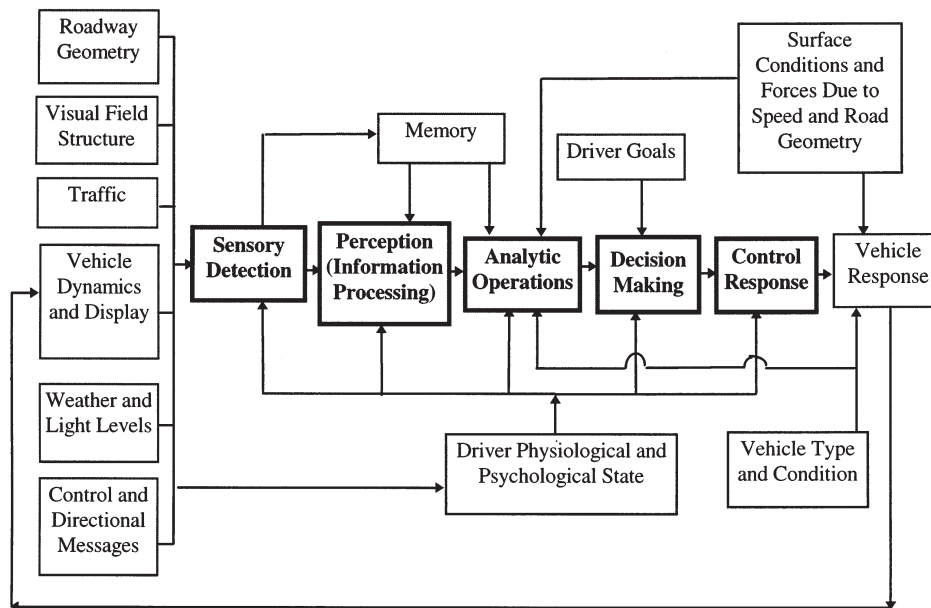 Roadway
Geometry
Visual Field
Structure
Traffic
Vehicle
Dynamics
and Display
Weather and
Light Levels
Control and
Directional
Messages
Sensory
Detection
Memory
Perception
(Information
Processing)
Analytic
Operations
Driver Goals
Decision
Making
Control
Response
Surface
Conditions and
Forces Due to
Speed and Road
Geometry
Vehicle
Response
Driver Physiological and
Psychological State
Vehicle Type
and Condition